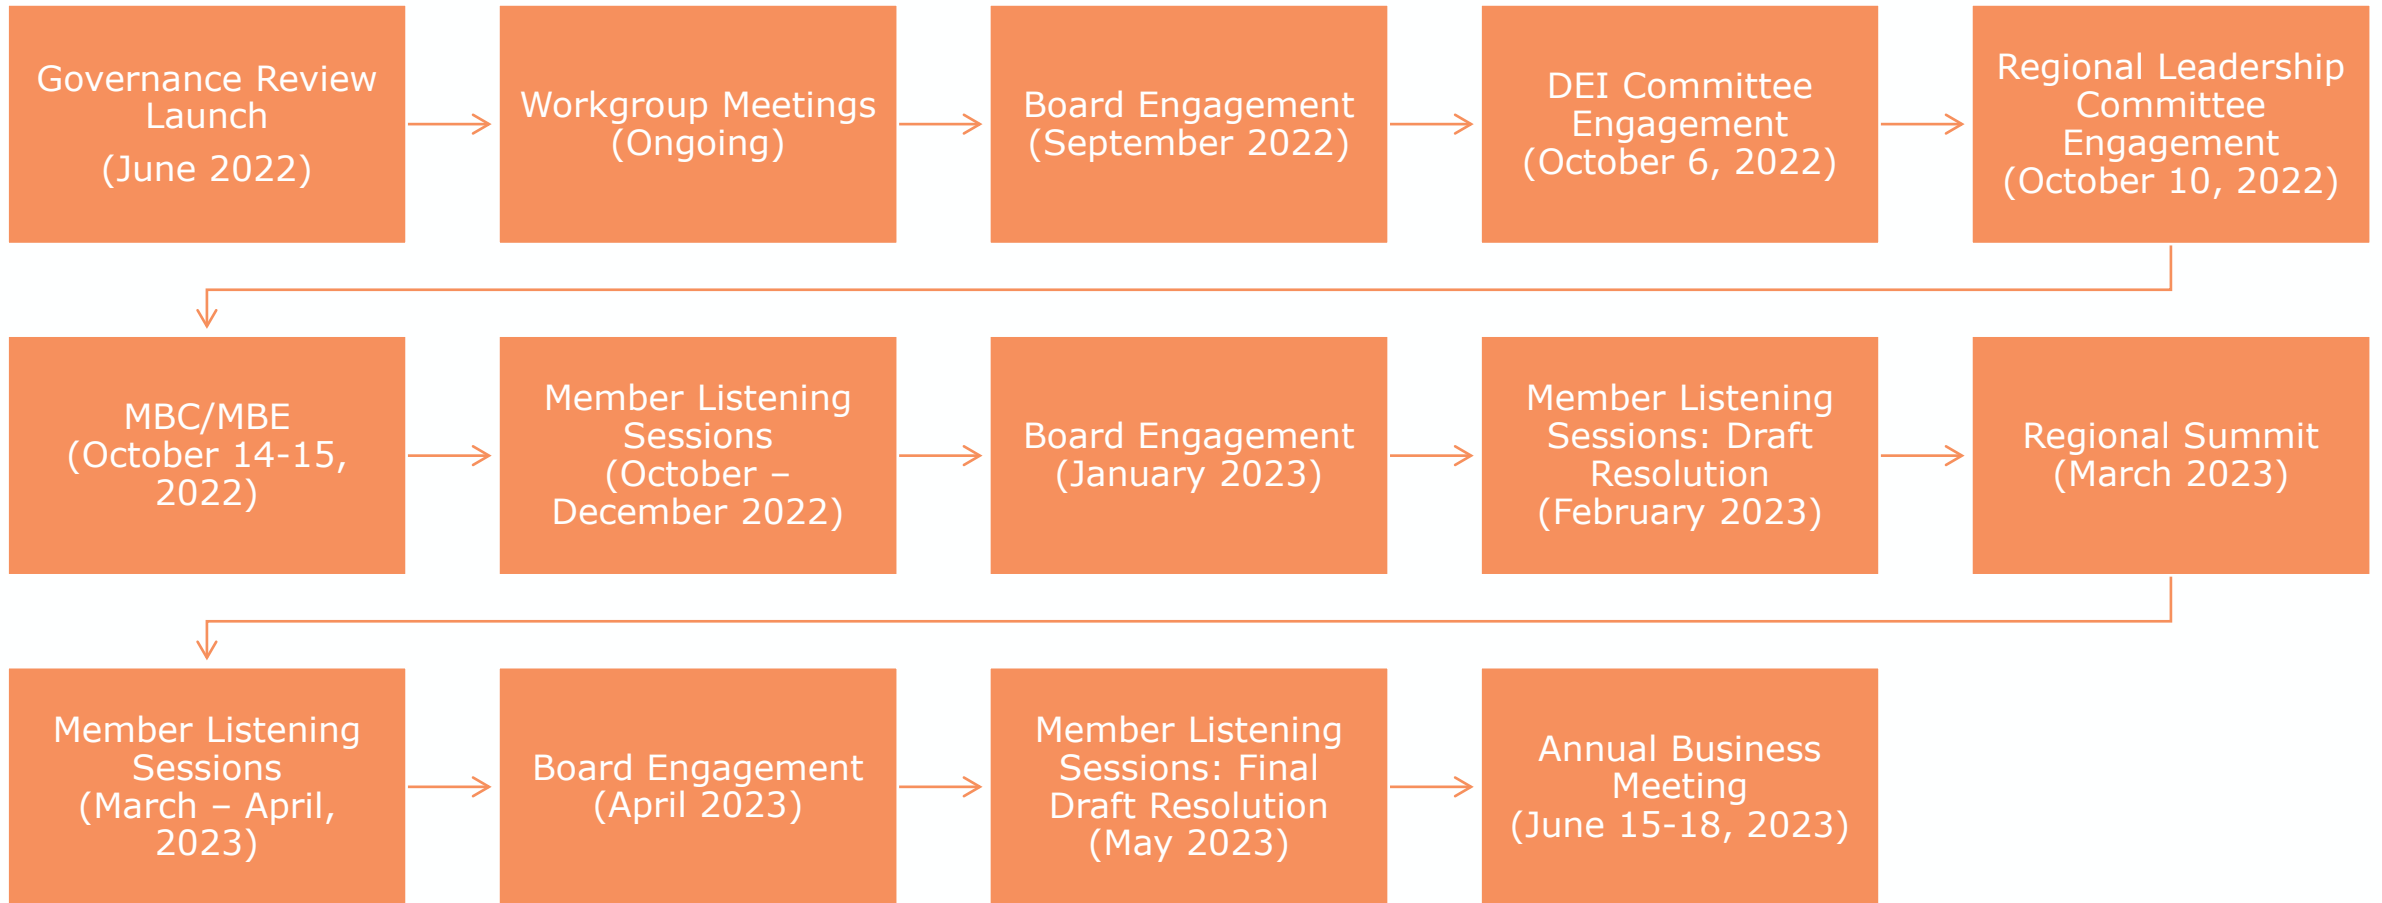 Governance Review
Launch
(June 2022)
Workgroup Meetings
(Ongoing)
Board Engagement
(September 2022)
DEI Committee
Engagement
(October 6, 2022)
Regional Leadership
Committee
Engagement
(October 10, 2022)
MBC/MBE
(October 14-15,
2022)
Member Listening
Sessions
(October –
December 2022)
Board Engagement
(January 2023)
Member Listening
Sessions: Draft
Resolution
(February 2023)
Regional Summit
(March 2023)
Member Listening
Sessions
(March – April,
2023)
Board Engagement
(April 2023)
Member Listening
Sessions: Final
Draft Resolution
(May 2023)
Annual Business
Meeting
(June 15-18, 2023)